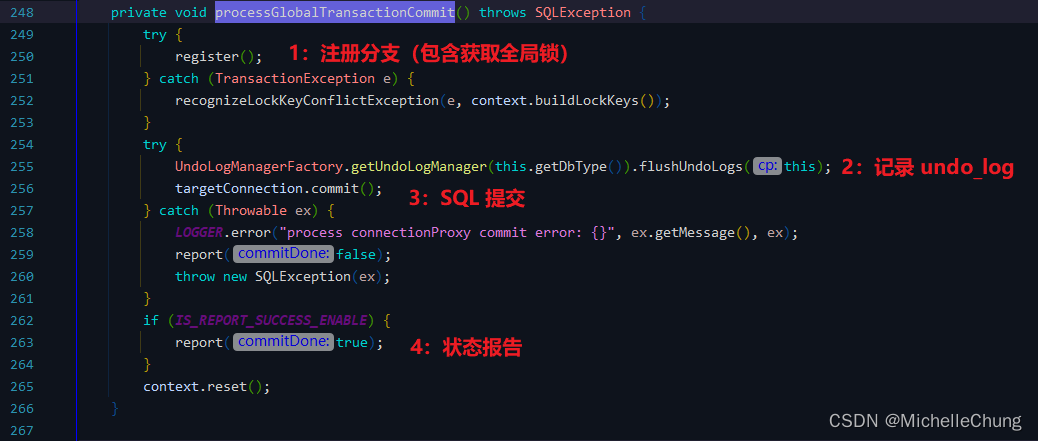 248 private void processGlobalTransactionCommit() throws SQLException {
249 try {
250 register(); 1：注册分支（包含获取全局锁）
251 } catch (TransactionException e) {
252 recognizeLockKeyConflictException(e, context.buildLockKeys());
253 }
254 try {
255 UndoLogManagerFactory.getUndoLogManager(this.getDbType()).flushUndoLogs( cp: this); 2：记录 undo_log
256 targetConnection.commit(); 3：SQL 提交
257 } catch (Throwable ex) {
258 LOGGER.error("process connectionProxy commit error: {}", ex.getMessage(), ex);
259 report( commitDone: false);
260 throw new SQLException(ex);
261 }
262 if (IS_REPORT_SUCCESS_ENABLE) {
263 report( commitDone: true); 4：状态报告
264 }
265 context.reset();
266 }
267
CSDN @MichelleChung